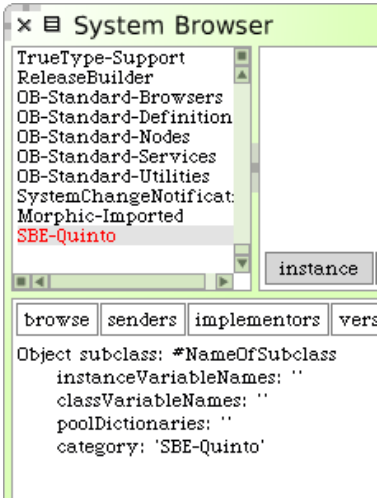 System Browser
TrueType-Support
ReleaseBuilder
OB-Standard-Browsers
OB-Standard-Definition
OB-Standard-Nodes
OB-Standard-Services
OB-Standard-Utilities
SystemChangeNotificat
Morphic-Imported
SBE-Quinto
instance
browse senders implementors vers
Object subclass: #NameOfSubclass
instanceVariableNames: ''
classVariableNames: ''
poolDictionaries: ''
category: 'SBE-Quinto'